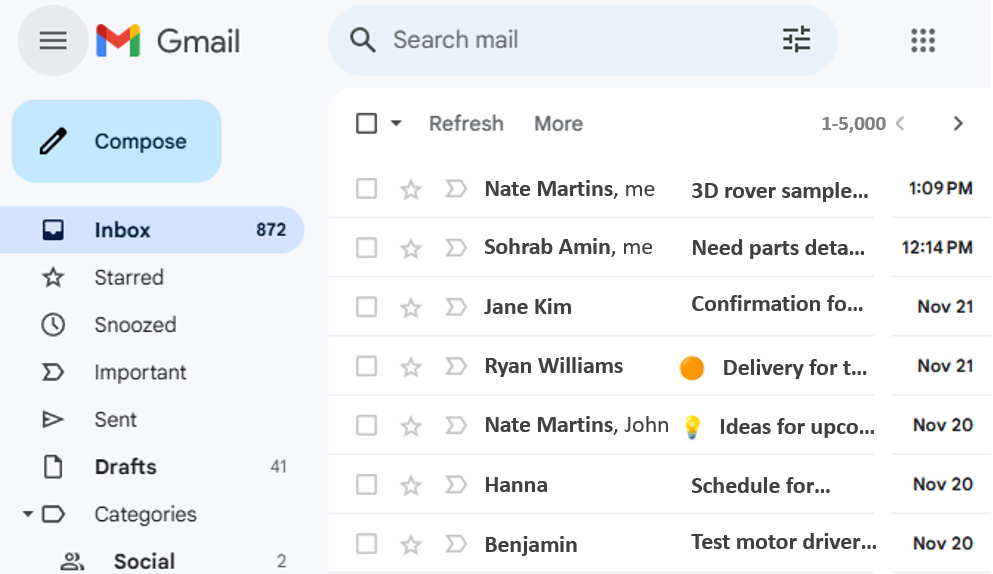 Gmail
Search mail
Compose
Refresh More 1-5,000
Inbox 872
Starred
Snoozed
Important
Sent
Drafts 41
Categories
Social 2
Nate Martins, me 3D rover sample... 1:09 PM
Sohrab Amin, me Need parts deta... 12:14 PM
Jane Kim Confirmation fo... Nov 21
Ryan Williams Delivery for t... Nov 21
Nate Martins, John Ideas for upco... Nov 20
Hanna Schedule for... Nov 20
Benjamin Test motor driver... Nov 20